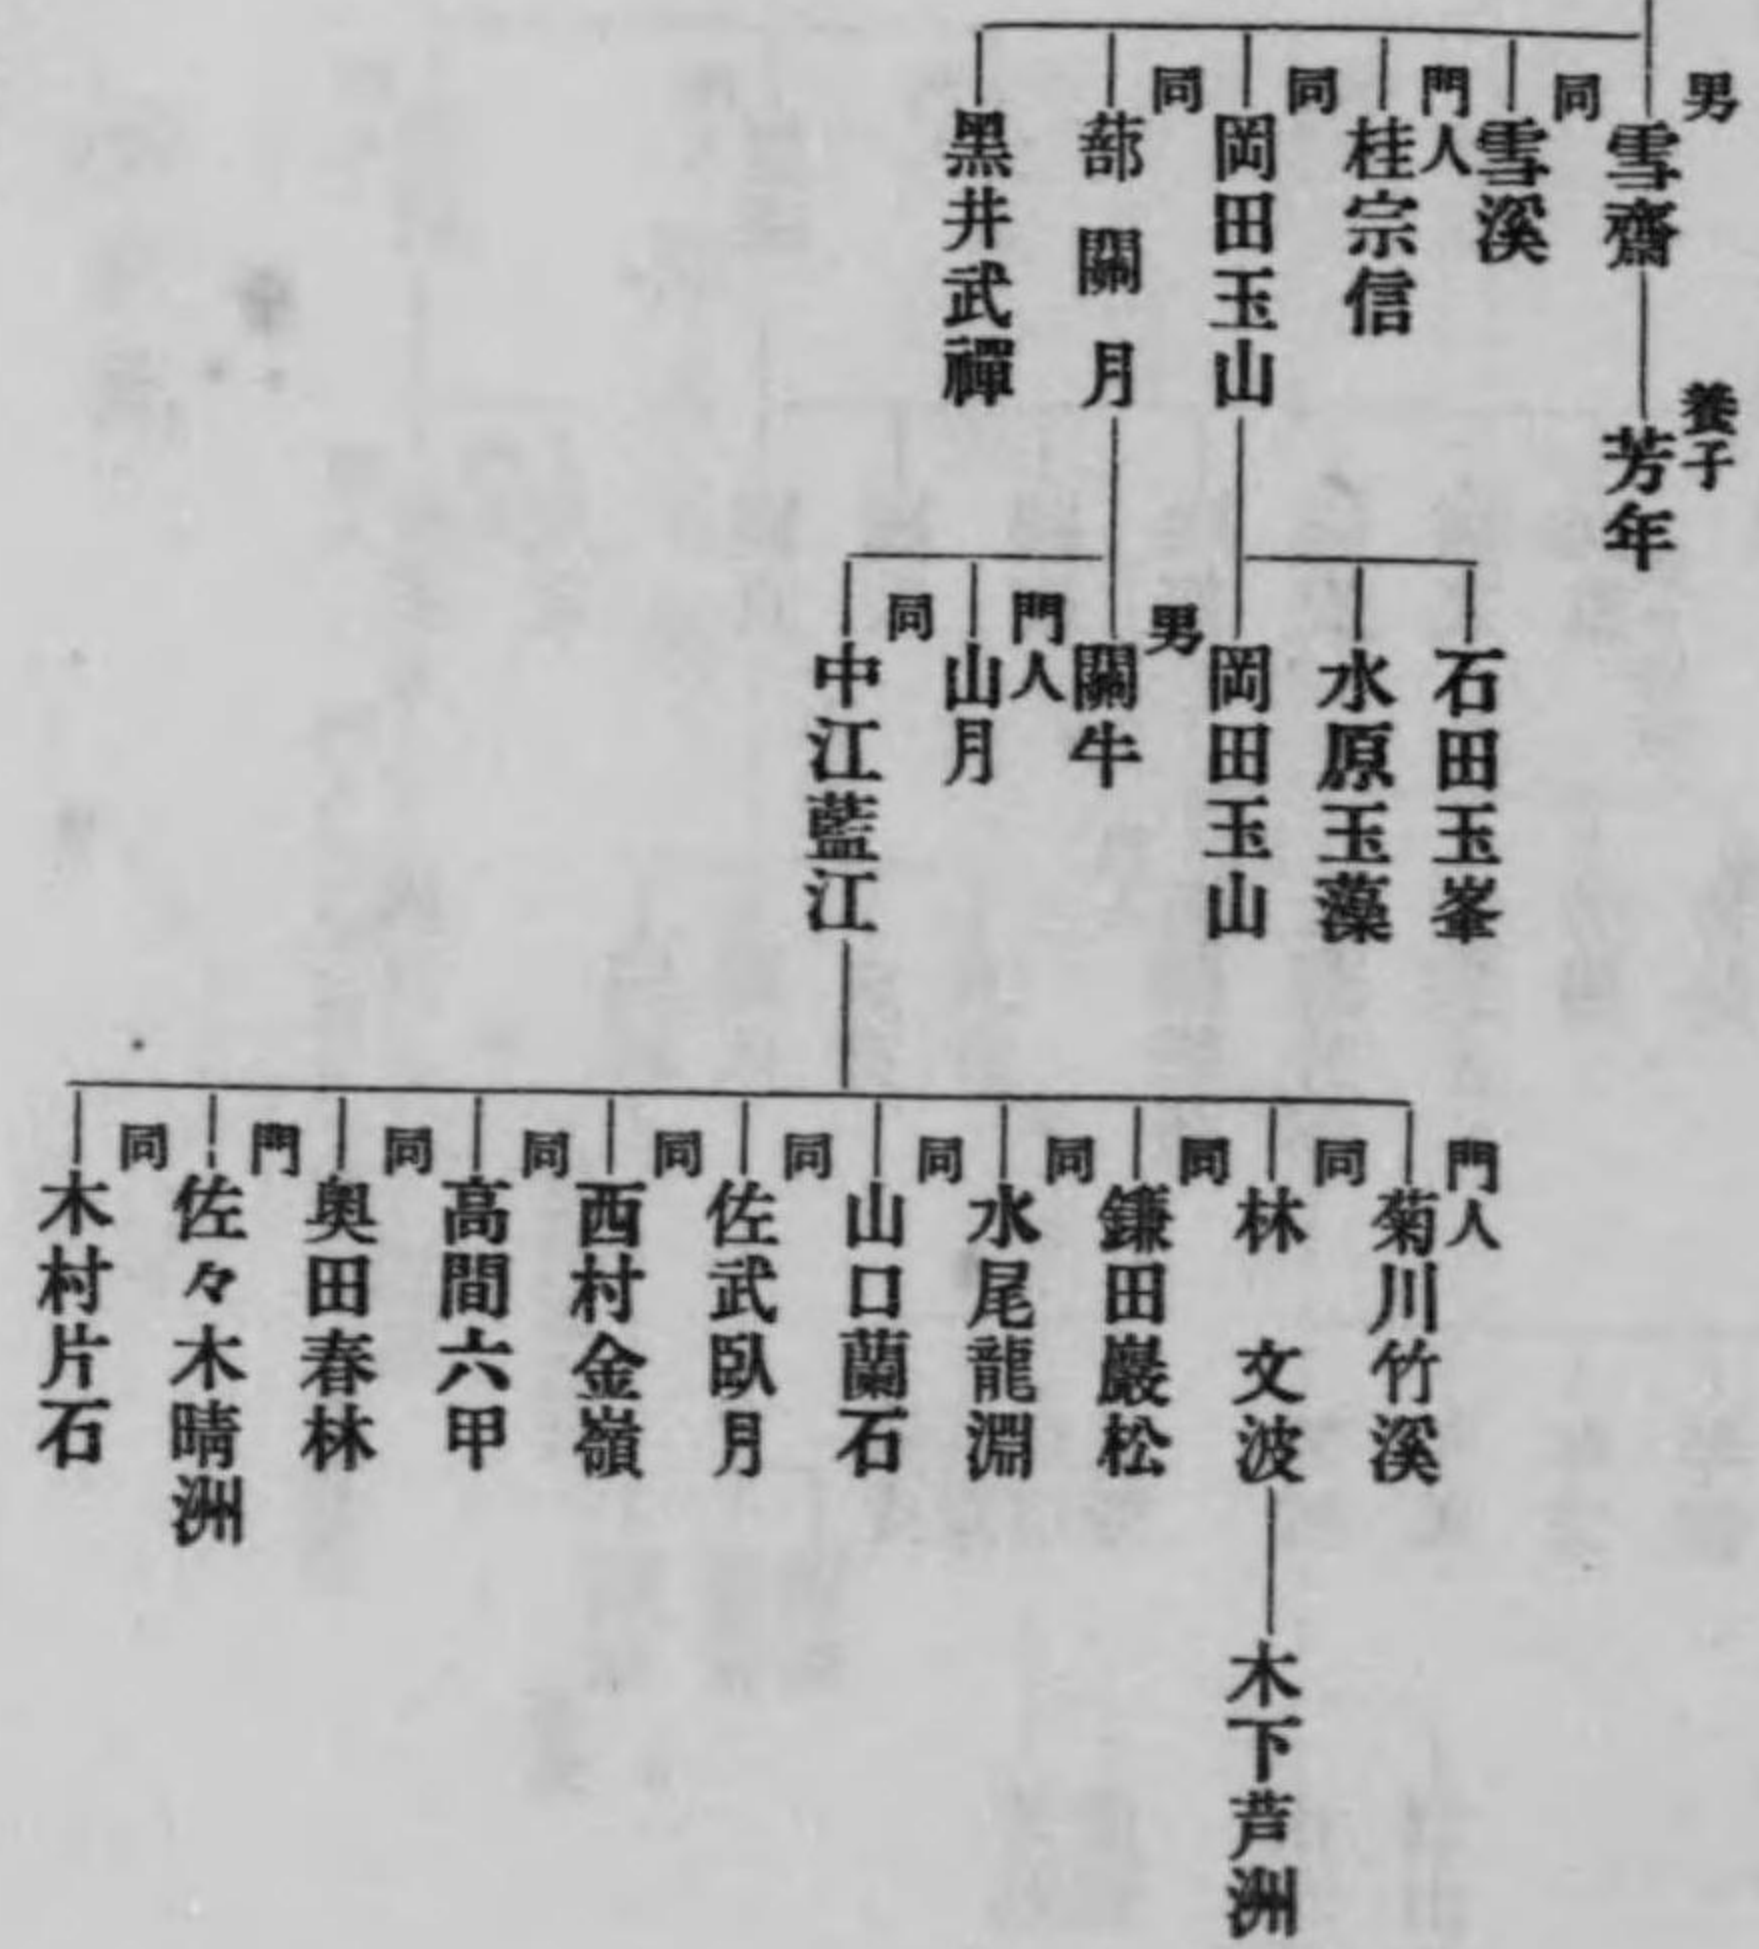 男
雪齋
養子
芳年
同
雪溪
門人
桂宗信
同
岡田玉山
同
蔀關月
黑井武禪
石田玉峯
水原玉藻
岡田玉山
男
關牛
門人
山月
同
中江藍江
門人
菊川竹溪
同
林文波
木下芦洲
同
鎌田巖松
同
水尾龍淵
同
山口蘭石
同
佐武臥月
同
西村金嶺
同
高間六甲
同
奥田春林
門
佐々木晴洲
同
木村片石